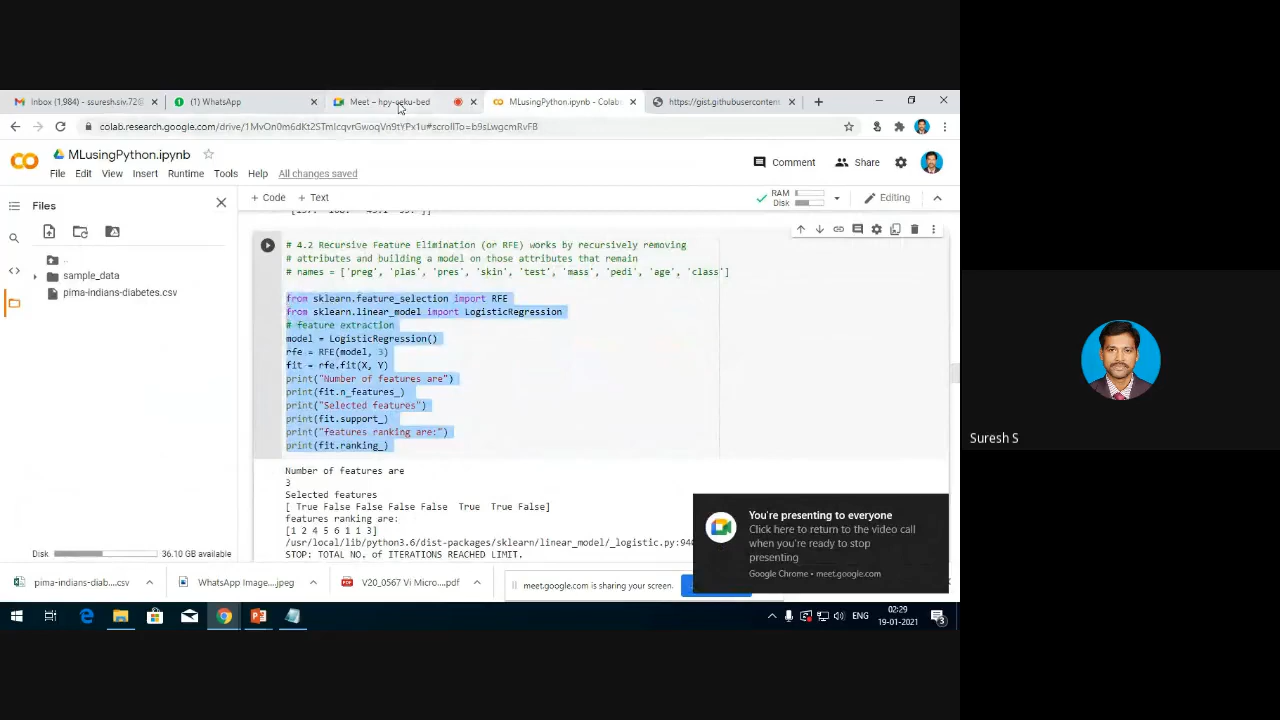 Inbox (1,984) - ssuresh.siv.72@
(1) WhatsApp
Meet – hpy-oeku-bed
MLusingPython.ipynb - Colab
https://gist.githubusercontent
colab.research.google.com/drive/1MvOn0m6dKt2STmIcqvrGwoqVn9tYPx1u#scrollTo=b9sLwgcmRvFB
MLusingPython.ipynb
Comment
Share
File Edit View Insert Runtime Tools Help All changes saved
Files
+ Code + Text
RAM
Disk
Editing
# 4.2 Recursive Feature Elimination (or RFE) works by recursively removing
# attributes and building a model on those attributes that remain
# names = ['preg', 'plas', 'pres', 'skin', 'test', 'mass', 'pedi', 'age', 'class']
..
sample_data
pima-indians-diabetes.csv
from sklearn.feature_selection import RFE
from sklearn.linear_model import LogisticRegression
# feature extraction
model = LogisticRegression()
rfe = RFE(model, 3)
fit = rfe.fit(X, Y)
print("Number of features are")
print(fit.n_features_)
print("Selected features")
print(fit.support_)
print("features ranking are:")
print(fit.ranking_)
Number of features are
3
Selected features
[ True False False False False True True False]
features ranking are:
[1 2 4 5 6 1 1 3]
/usr/local/lib/python3.6/dist-packages/sklearn/linear_model/_logistic.py:940
STOP: TOTAL NO. of ITERATIONS REACHED LIMIT.
Disk
36.10 GB available
You're presenting to everyone
Click here to return to the video call
when you're ready to stop
presenting
Google Chrome • meet.google.com
pima-indians-diab....csv
WhatsApp Image....jpeg
V20_0567 Vi Micro....pdf
meet.google.com is sharing your screen.
ENG
02:29
19-01-2021
3
Suresh S